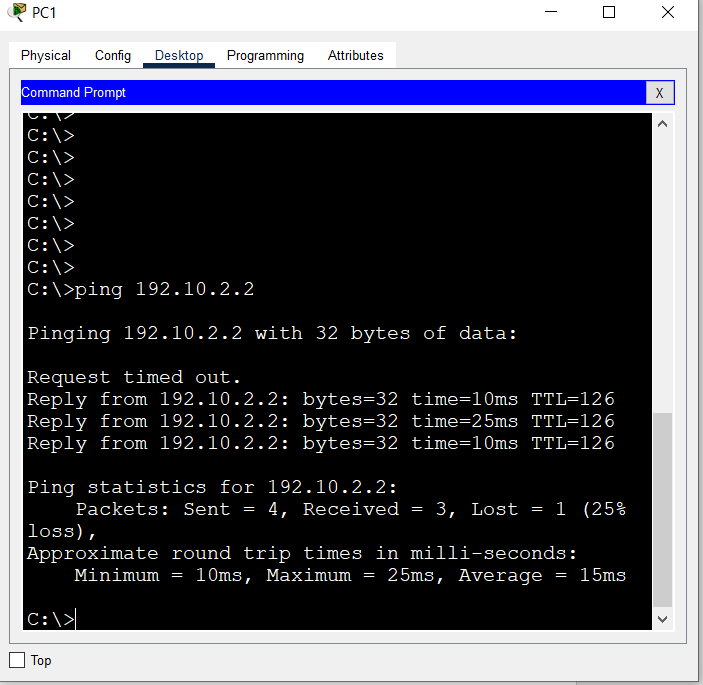 PC1
Physical Config Desktop Programming Attributes
Command Prompt X
C:\>
C:\>
C:\>
C:\>
C:\>
C:\>
C:\>
C:\>
C:\>ping 192.10.2.2
Pinging 192.10.2.2 with 32 bytes of data:
Request timed out.
Reply from 192.10.2.2: bytes=32 time=10ms TTL=126
Reply from 192.10.2.2: bytes=32 time=25ms TTL=126
Reply from 192.10.2.2: bytes=32 time=10ms TTL=126
Ping statistics for 192.10.2.2:
Packets: Sent = 4, Received = 3, Lost = 1 (25%
loss),
Approximate round trip times in milli-seconds:
Minimum = 10ms, Maximum = 25ms, Average = 15ms
C:\>
Top